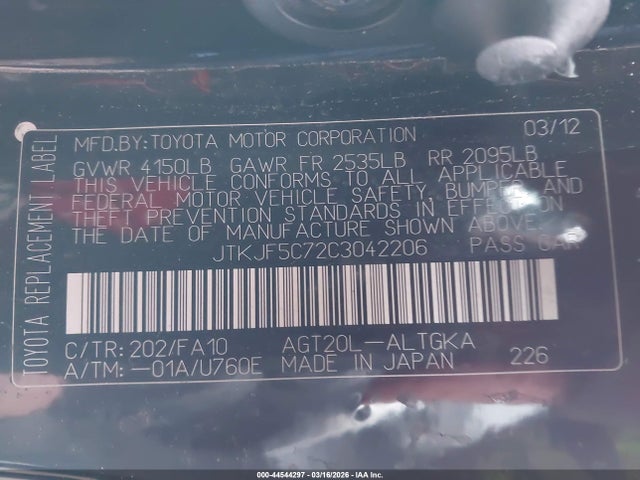 TOYOTA REPLACEMENT LABEL
MFD.BY:TOYOTA MOTOR CORPORATION 03/12
GVWR 4150LB GAWR FR 2535LB RR 2095LB
THIS VEHICLE CONFORMS TO ALL APPLICABLE
FEDERAL MOTOR VEHICLE SAFETY, BUMPER AND
THEFT PREVENTION STANDARDS IN EFFECT ON
THE DATE OF MANUFACTURE SHOWN ABOVE.
JTKJF5C72C3042206 PASS CAR
C/TR: 202/FA10 AGT20L-ALTGKA
A/TM: -01A/U760E MADE IN JAPAN 226
000-44544297 - 03/16/2026 - IAA Inc.